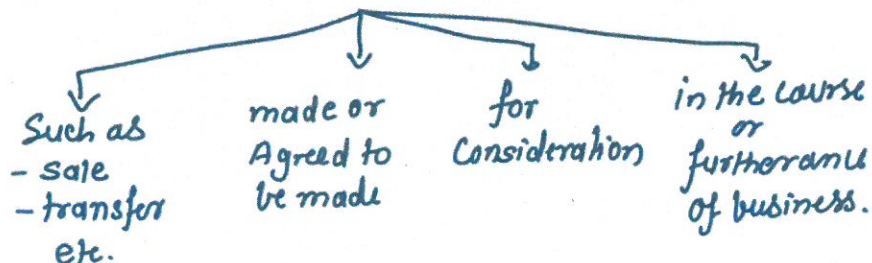 Such as
- sale
- transfer
etc.
made or
Agreed to
be made
for
Consideration
in the course
or
furtherance
of business.